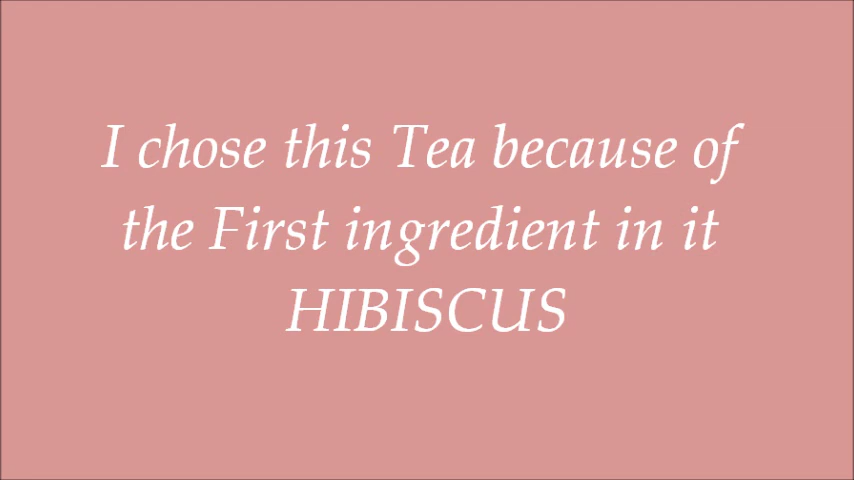 I chose this Tea because of
the First ingredient in it
HIBISCUS